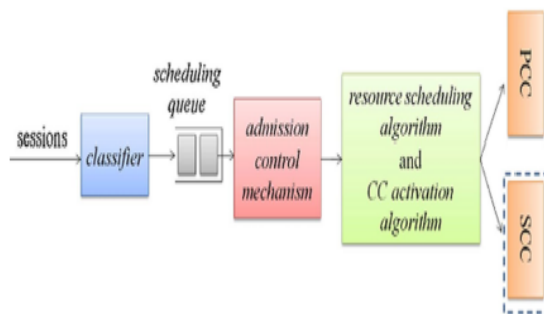 sessions
classifier
scheduling
queue
admission
control
mechanism
resource scheduling
algorithm
and
CC activation
algorithm
PCC
SCC